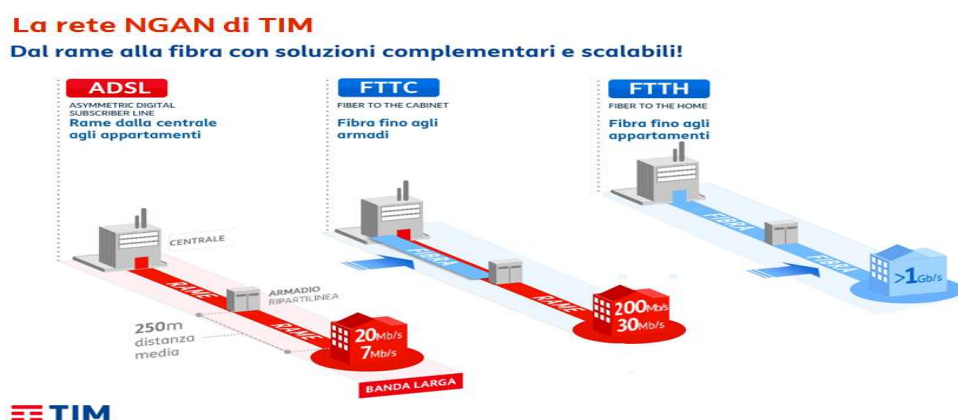 La rete NGAN di TIM
Dal rame alla fibra con soluzioni complementari e scalabili!
ADSL
ASYMMETRIC DIGITAL
SUBSCRIBER LINE
Rame dalla centrale
agli appartamenti
CENTRALE
RAME
ARMADIO
RIPARTILINEA
RAME
250m
distanza
media
20Mb/s
7Mb/s
BANDA LARGA
FTTC
FIBER TO THE CABINET
Fibra fino agli
armadi
FIBRA
RAME
200Mb/s
30Mb/s
FTTH
FIBER TO THE HOME
Fibra fino agli
appartamenti
FIBRA
FIBRA
>1Gb/s
TIM